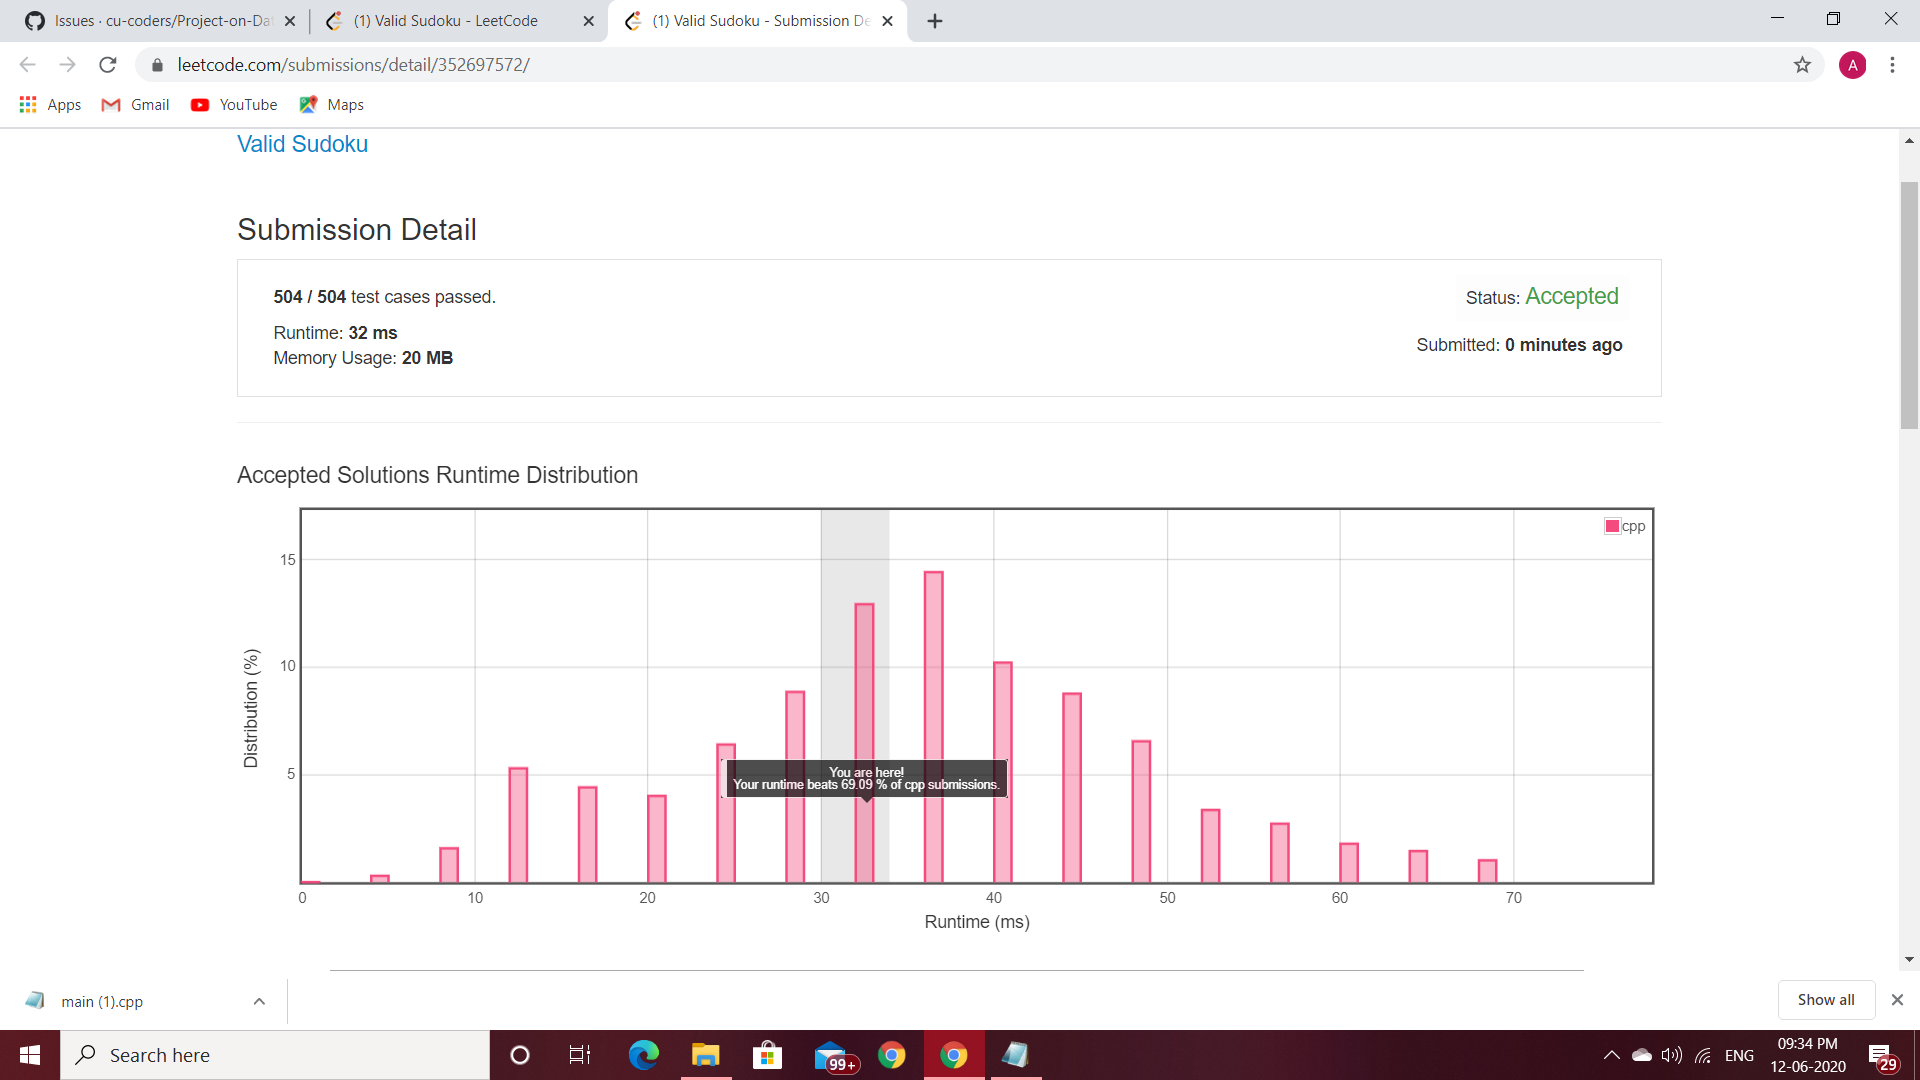 Issues · cu-coders/Project-on-Da
(1) Valid Sudoku - LeetCode
(1) Valid Sudoku - Submission De
leetcode.com/submissions/detail/352697572/
A
Apps
Gmail
YouTube
Maps
Valid Sudoku
Submission Detail
504 / 504 test cases passed.
Status: Accepted
Runtime: 32 ms
Submitted: 0 minutes ago
Memory Usage: 20 MB
Accepted Solutions Runtime Distribution
cpp
15
10
5
Distribution (%)
You are here!
Your runtime beats 69.09 % of cpp submissions.
0 10 20 30 40 50 60 70
Runtime (ms)
main (1).cpp
Show all
Search here
99+
ENG
09:34 PM
12-06-2020
29